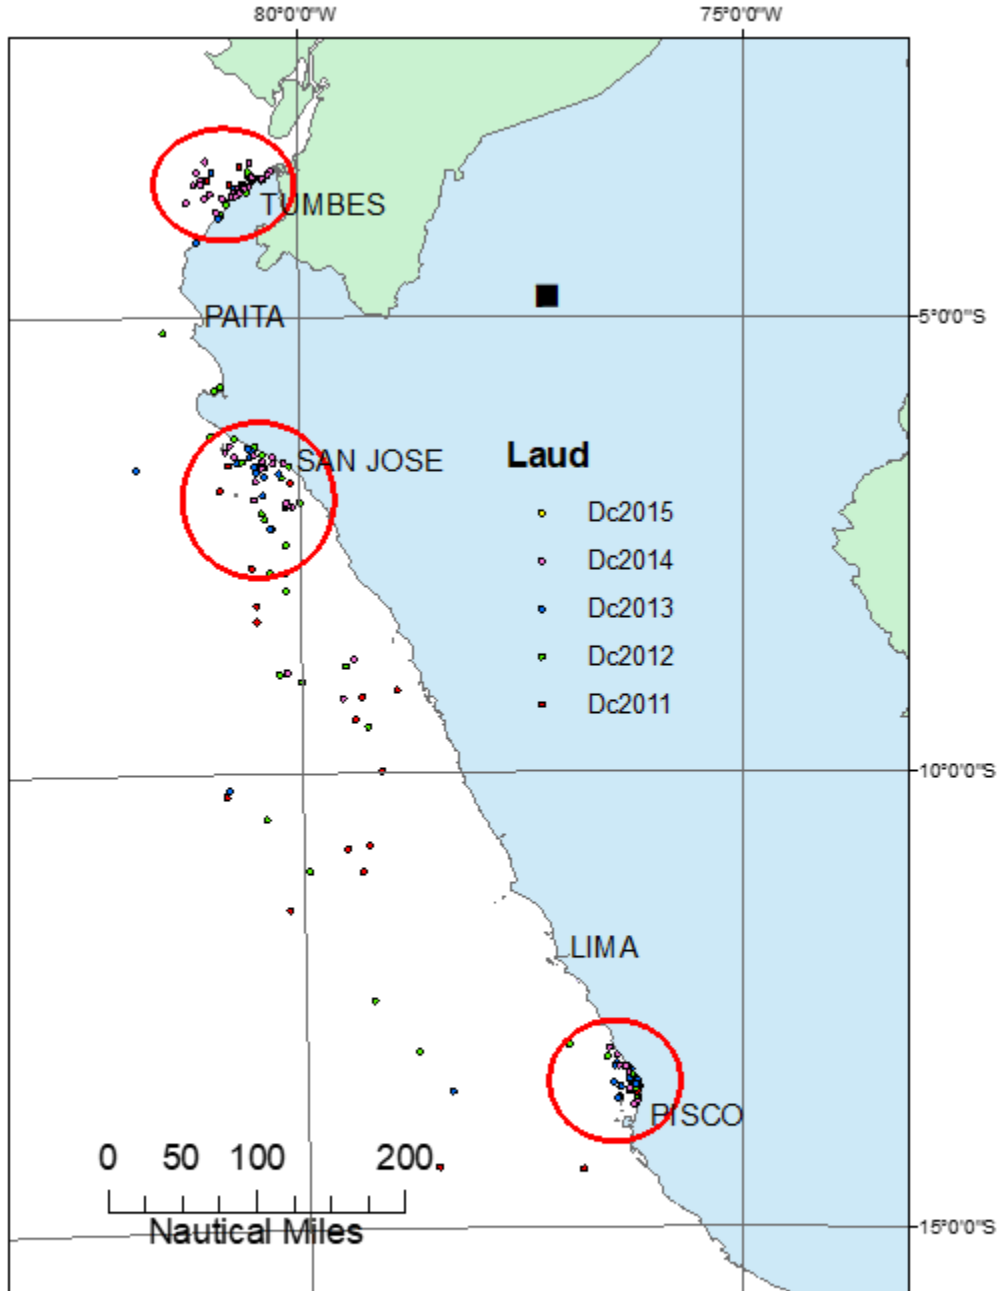 80°0'0"W 75°0'0"W
TUMBES
PAITA
5°0'0"S
SAN JOSE
Laud
Dc2015
Dc2014
Dc2013
Dc2012
Dc2011
10°0'0"S
LIMA
PISCO
0 50 100 200
Nautical Miles
15°0'0"S